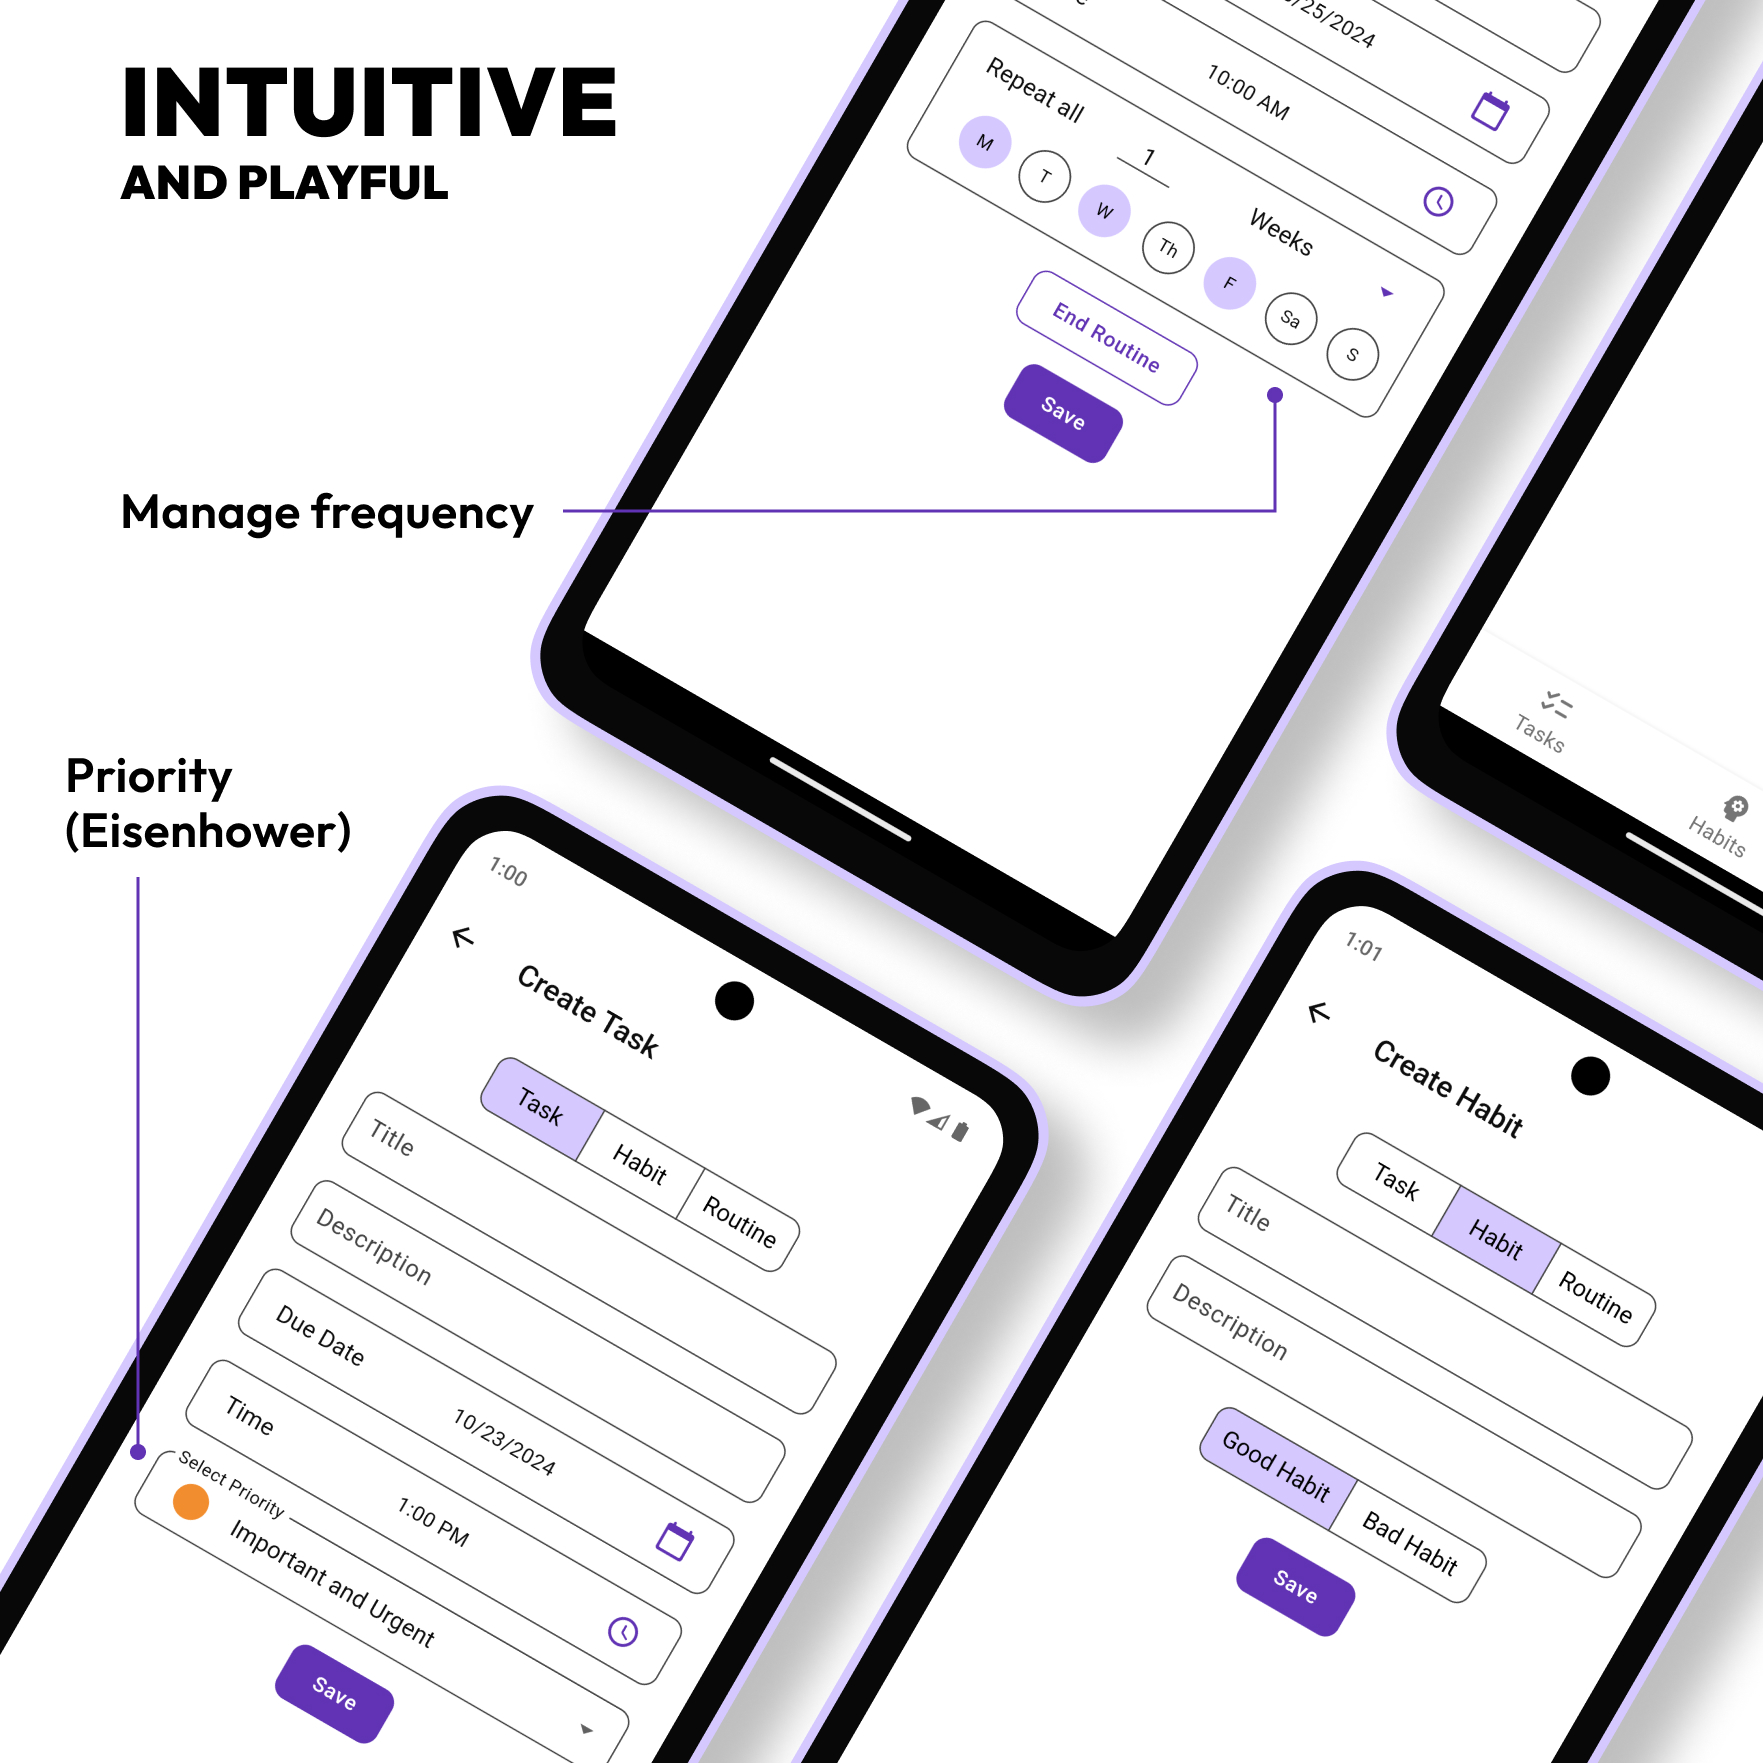 INTUITIVE
AND PLAYFUL
/25/2024
10:00 AM
Repeat all
1
Weeks
M
T
W
Th
F
Sa
S
End Routine
Save
Manage frequency
Tasks
Habits
Priority
(Eisenhower)
1:00
Create Task
Task
Habit
Routine
Title
Description
Due Date
10/23/2024
Time
1:00 PM
Select Priority
Important and Urgent
Save
1:01
Create Habit
Task
Habit
Routine
Title
Description
Good Habit
Bad Habit
Save